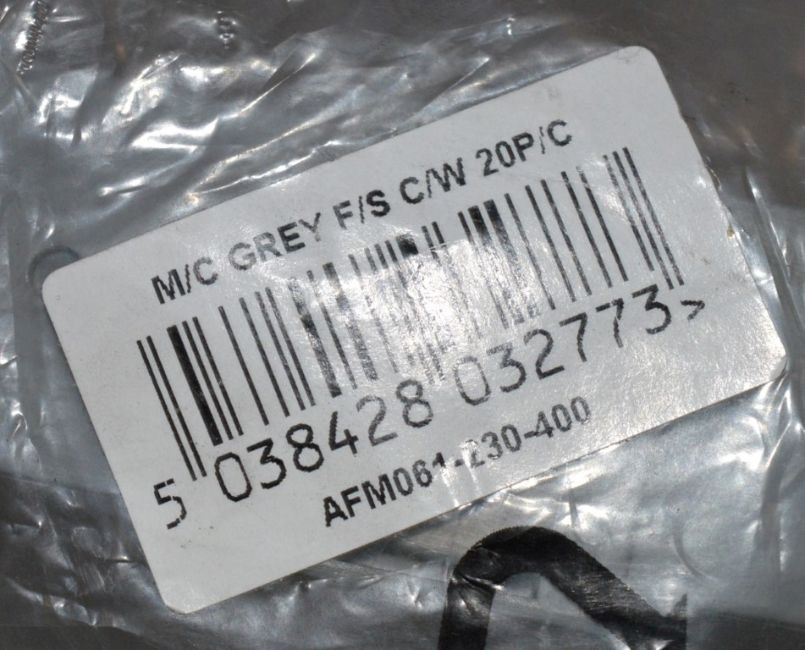 M/C GREY F/S C/W 20P/C
5 038428 032773 >
AFM061-230-400